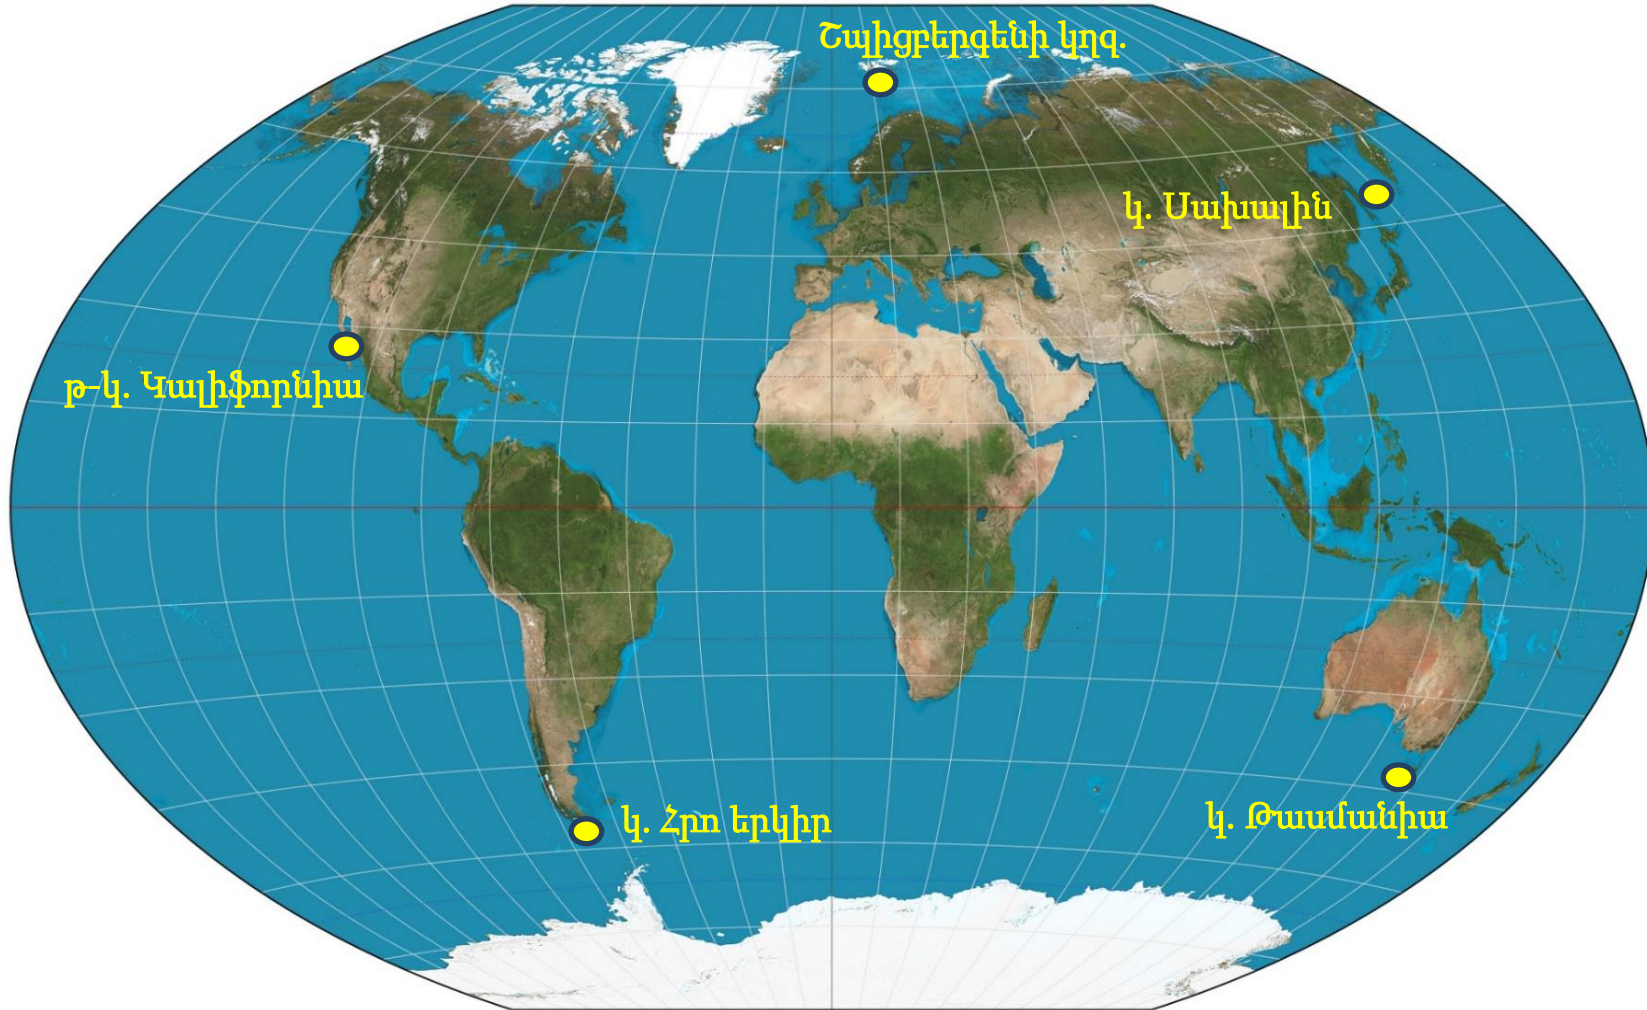 Շպիցբերգենի կղզ.
կ. Սախալին
թ-կ. Կալիֆորնիա
կ. Հրո երկիր
կ. Թասմանիա